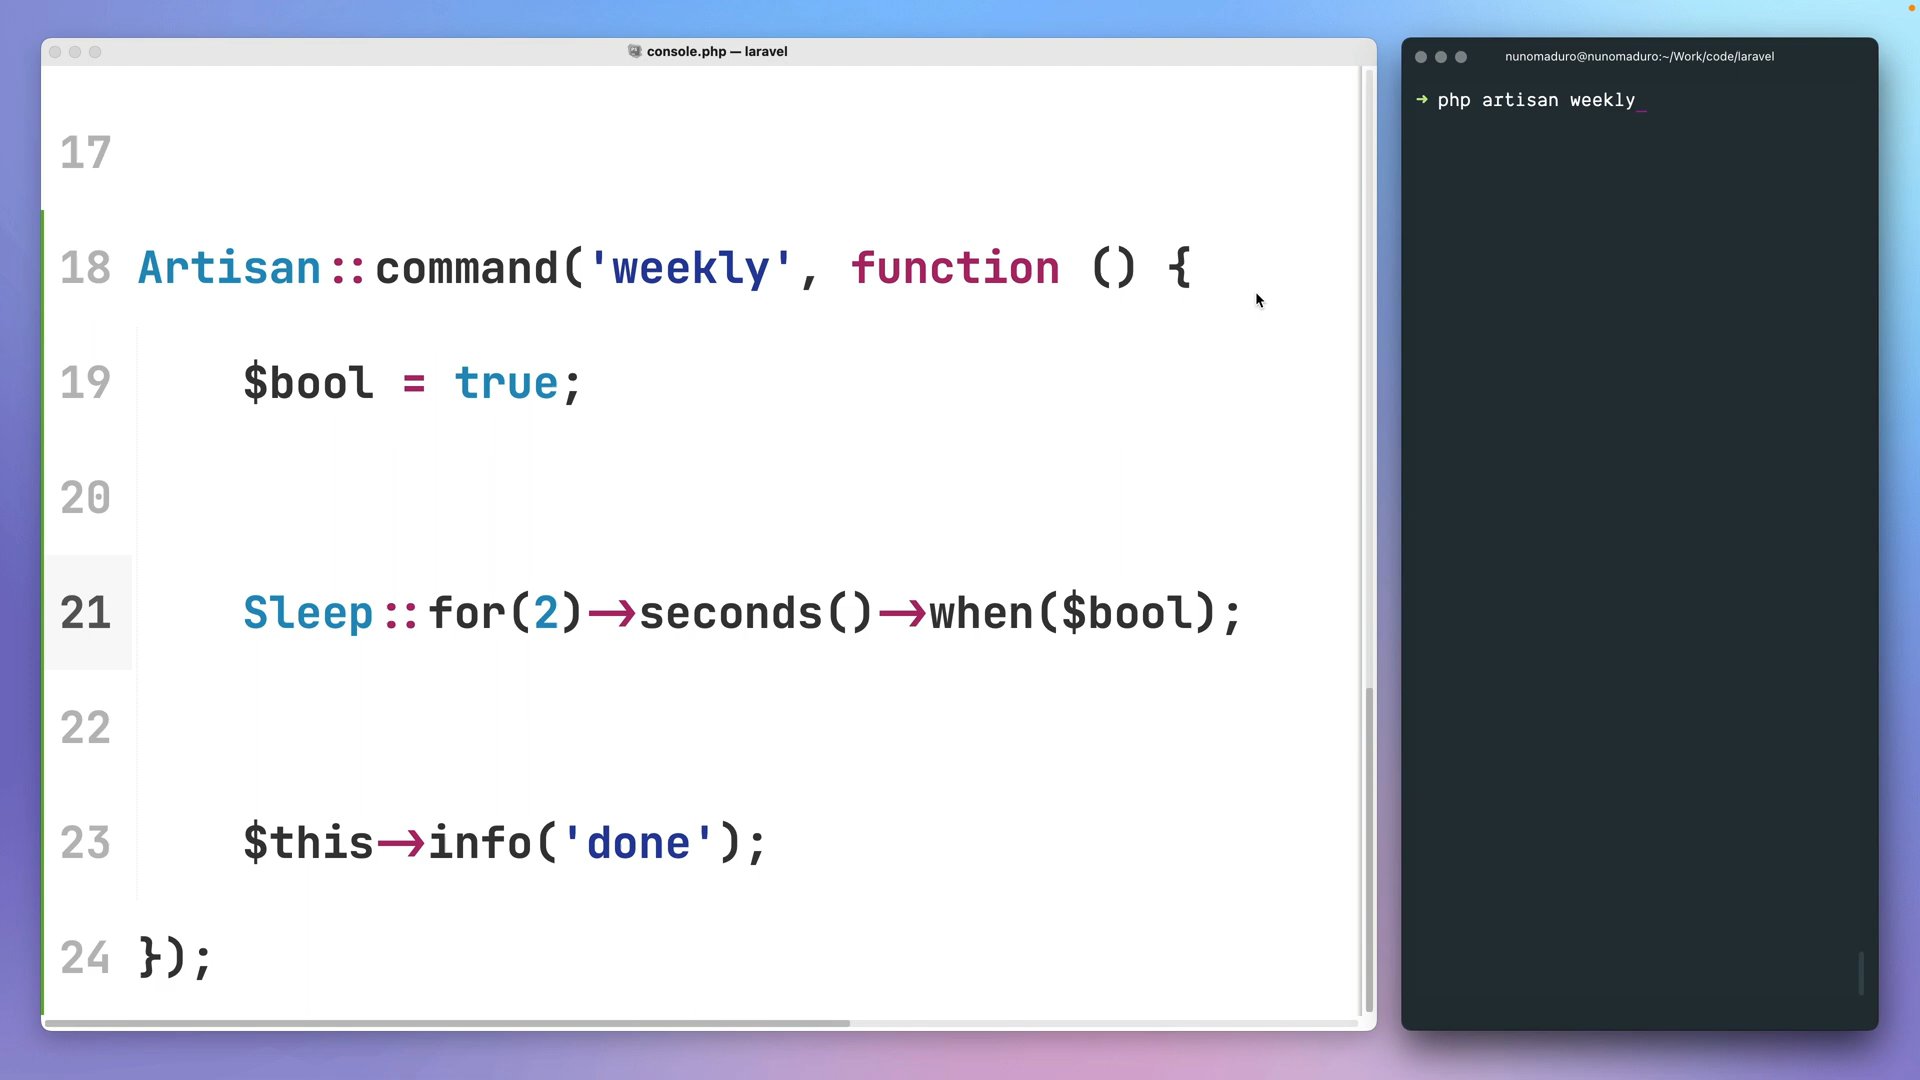 console.php — laravel
17
18 Artisan::command('weekly', function () {
19 $bool = true;
20
21 Sleep::for(2)->seconds()->when($bool);
22
23 $this->info('done');
24 });
nunomaduro@nunomaduro:~/Work/code/laravel
➜ php artisan weekly_